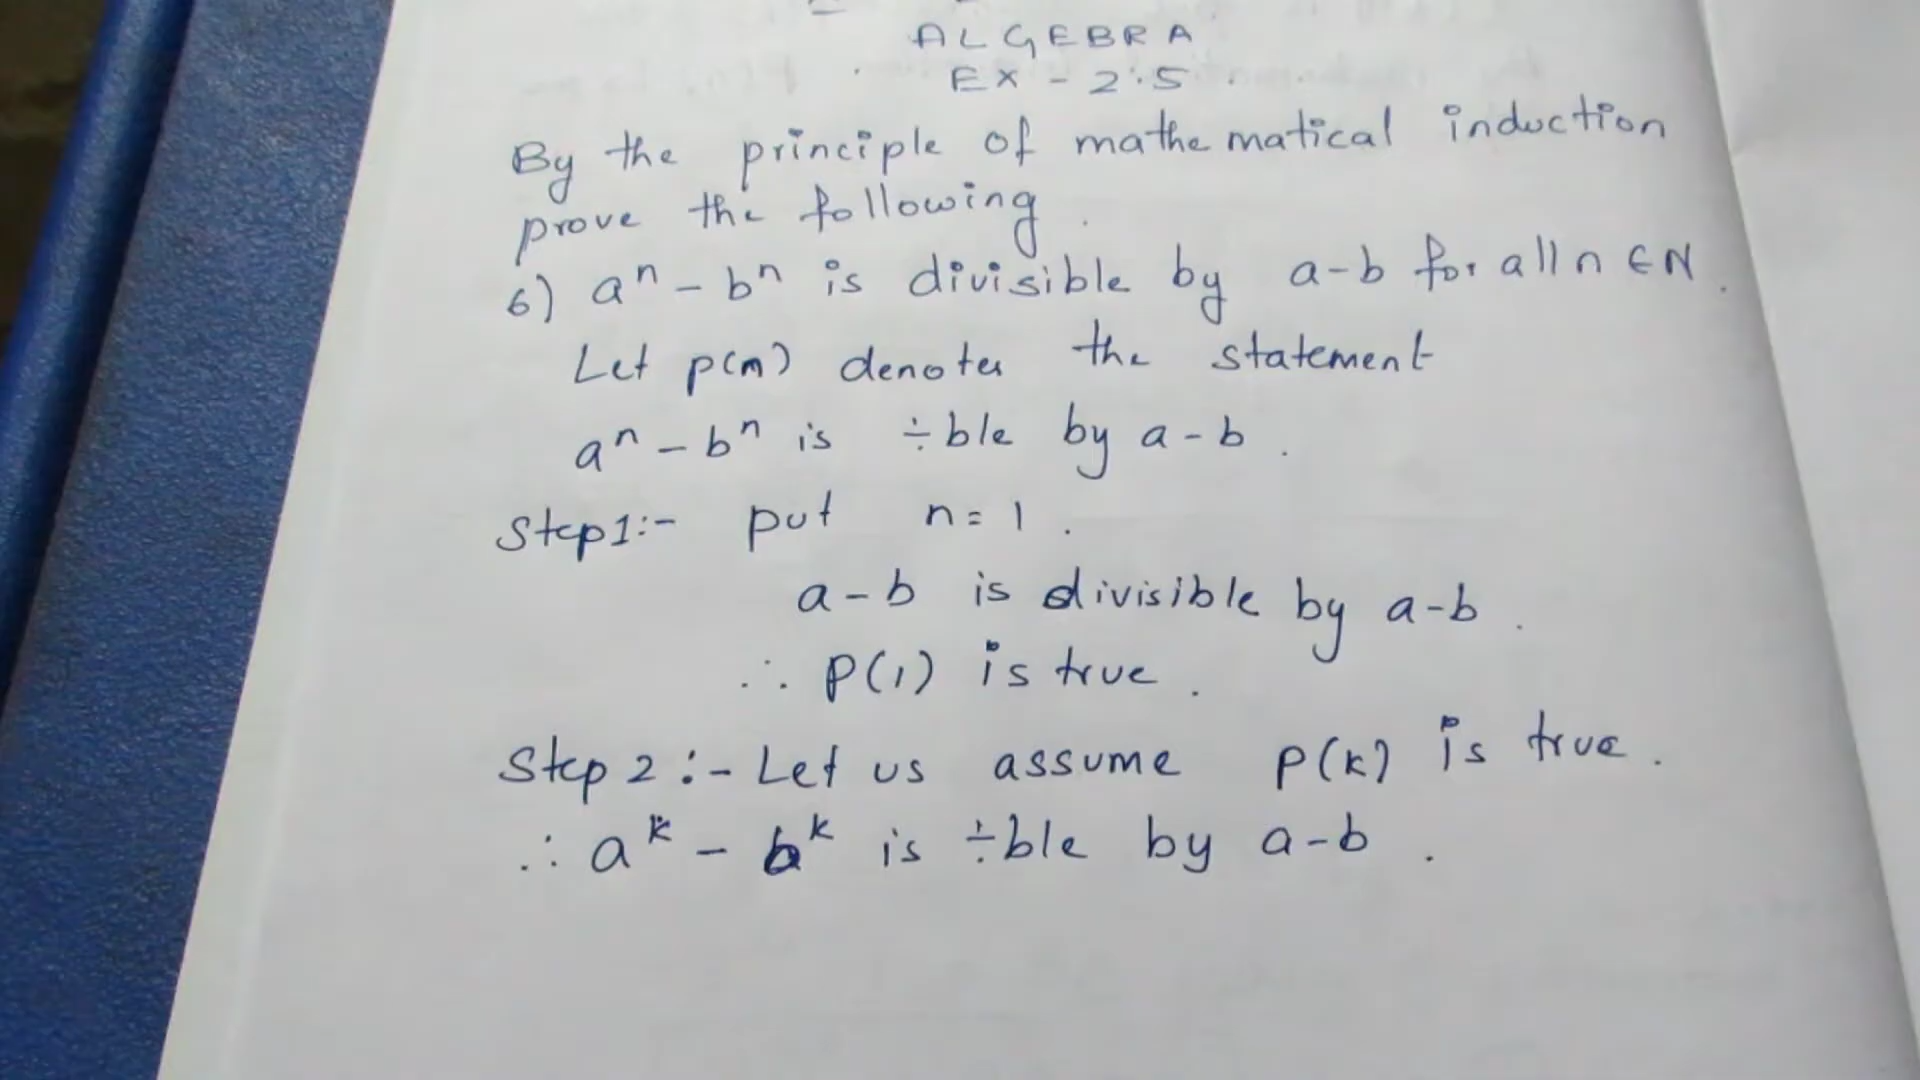 ALGEBRA
EX - 2.5
By the principle of mathematical induction
prove the following
6) aⁿ - bⁿ is divisible by a-b for all n ∈ N.
Let p(n) denotes the statement
aⁿ - bⁿ is ÷ble by a-b.
Step1:- put n = 1.
a-b is divisible by a-b.
∴ P(1) is true.
Step 2 :- Let us assume P(k) is true.
∴ aᵏ - bᵏ is ÷ble by a-b.